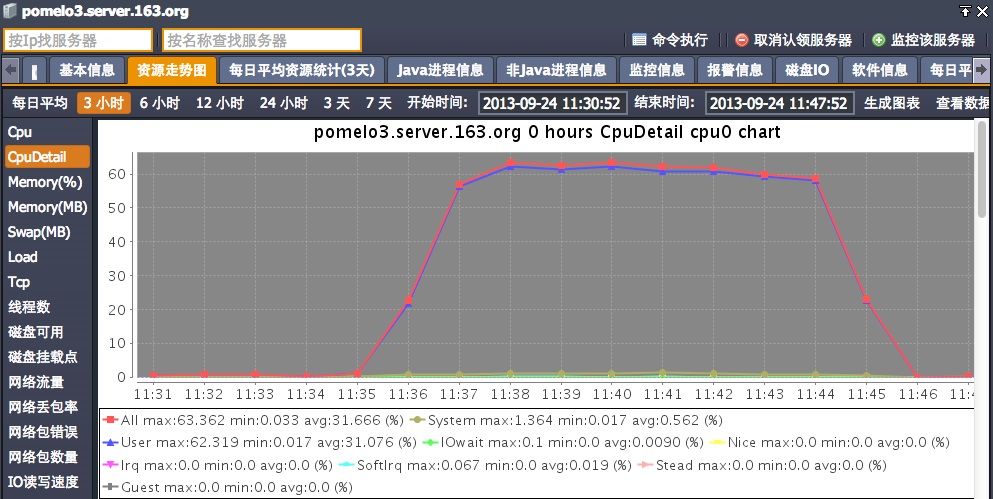 pomelo3.server.163.org
按Ip找服务器 按名称查找服务器 命令执行 取消认领服务器 监控该服务器
基本信息 资源走势图 每日平均资源统计(3天) Java进程信息 非Java进程信息 监控信息 报警信息 磁盘IO 软件信息 每日平
每日平均 3 小时 6 小时 12 小时 24 小时 3 天 7 天 开始时间: 2013-09-24 11:30:52 结束时间: 2013-09-24 11:47:52 生成图表 查看数据
Cpu
CpuDetail
Memory(%)
Memory(MB)
Swap(MB)
Load
Tcp
线程数
磁盘可用
磁盘挂载点
网络流量
网络丢包率
网络包错误
网络包数量
IO读写速度
pomelo3.server.163.org 0 hours CpuDetail cpu0 chart
60
50
40
30
20
10
0
11:31 11:32 11:33 11:34 11:35 11:36 11:37 11:38 11:39 11:40 11:41 11:42 11:43 11:44 11:45 11:46 11:4
All max:63.362 min:0.033 avg:31.666 (%) System max:1.364 min:0.017 avg:0.562 (%)
User max:62.319 min:0.017 avg:31.076 (%) IOwait max:0.1 min:0.0 avg:0.0090 (%) Nice max:0.0 min:0.0 avg:0.0 (%)
Irq max:0.0 min:0.0 avg:0.0 (%) SoftIrq max:0.067 min:0.0 avg:0.019 (%) Stead max:0.0 min:0.0 avg:0.0 (%)
Guest max:0.0 min:0.0 avg:0.0 (%)